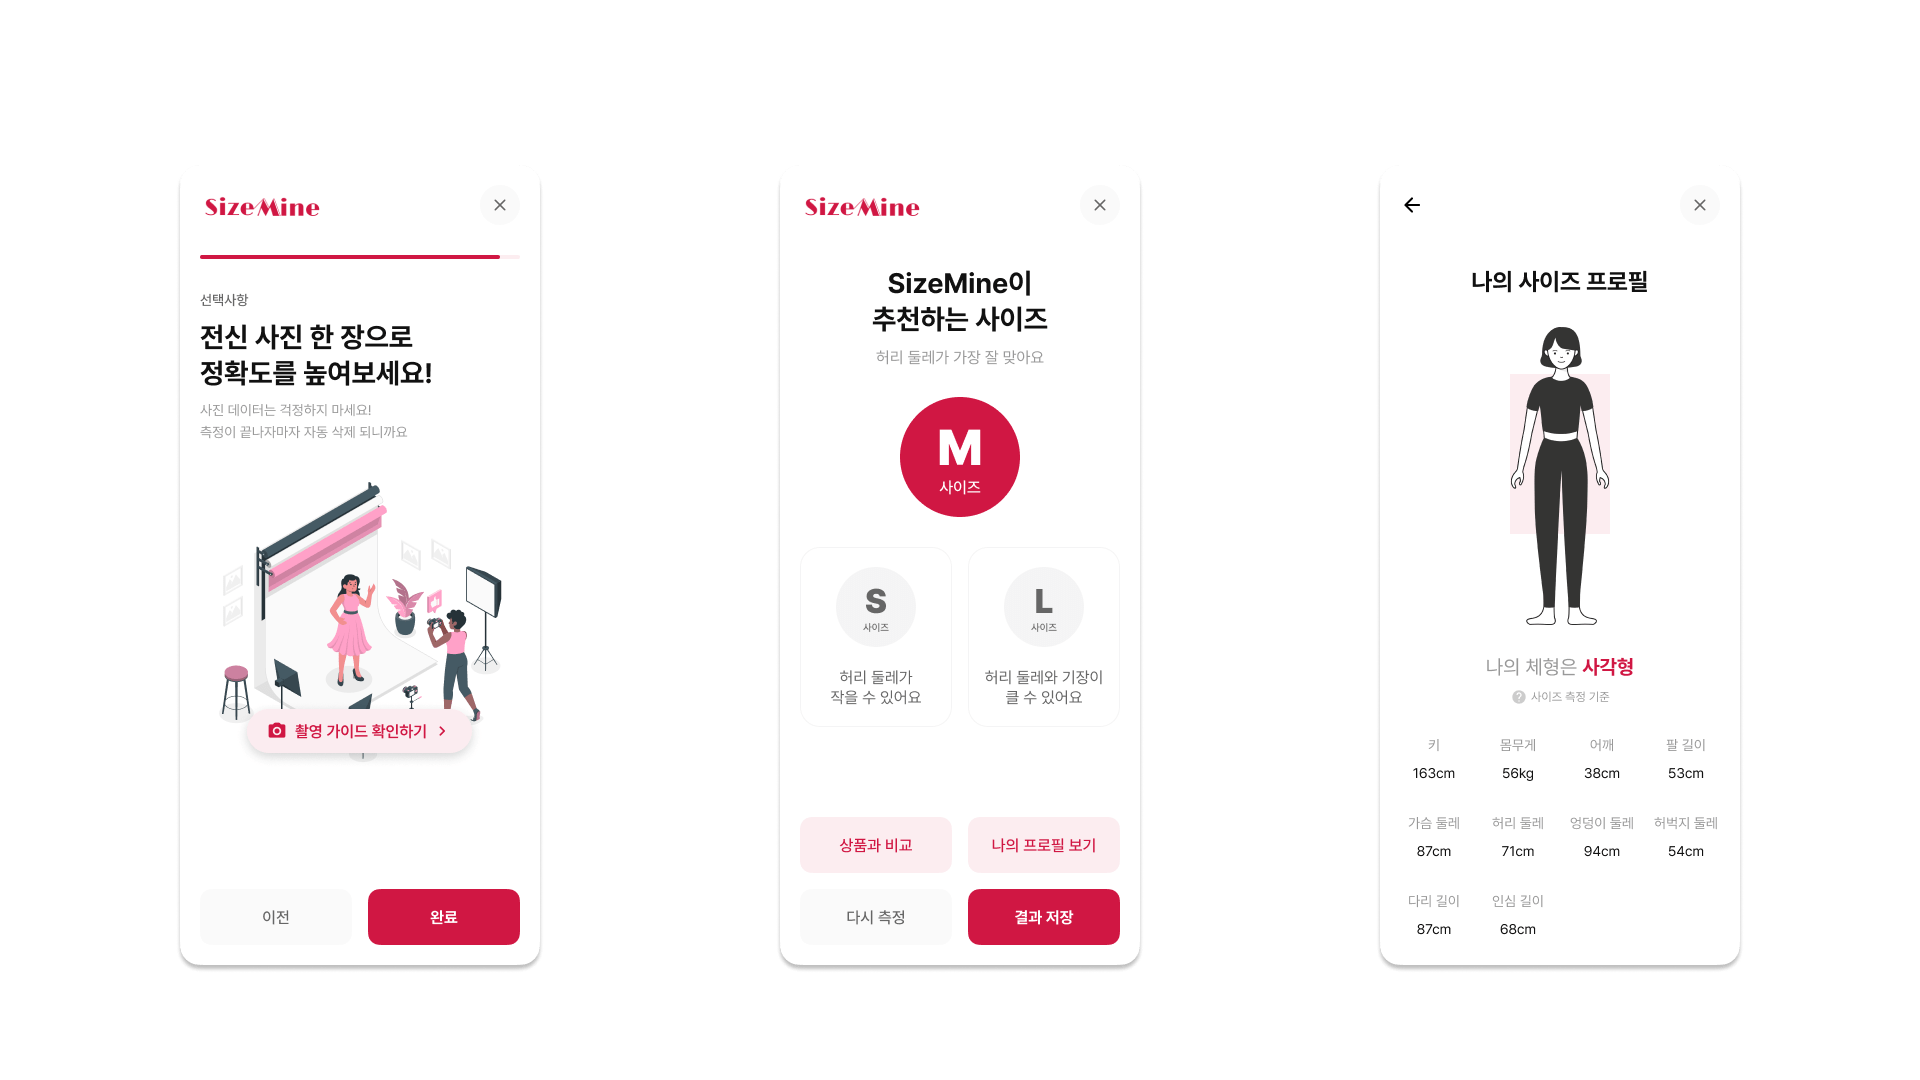 SizeMine
선택사항
전신 사진 한 장으로
정확도를 높여보세요!
사진 데이터는 걱정하지 마세요!
측정이 끝나자마자 자동 삭제 되니까요
촬영 가이드 확인하기
이전
완료
SizeMine
SizeMine이
추천하는 사이즈
허리 둘레가 가장 잘 맞아요
M
사이즈
S
사이즈
허리 둘레가
작을 수 있어요
L
사이즈
허리 둘레와 기장이
클 수 있어요
상품과 비교
나의 프로필 보기
다시 측정
결과 저장
나의 사이즈 프로필
나의 체형은 사각형
? 사이즈 측정 기준
키 몸무게 어깨 팔 길이
163cm 56kg 38cm 53cm
가슴 둘레 허리 둘레 엉덩이 둘레 허벅지 둘레
87cm 71cm 94cm 54cm
다리 길이 인심 길이
87cm 68cm